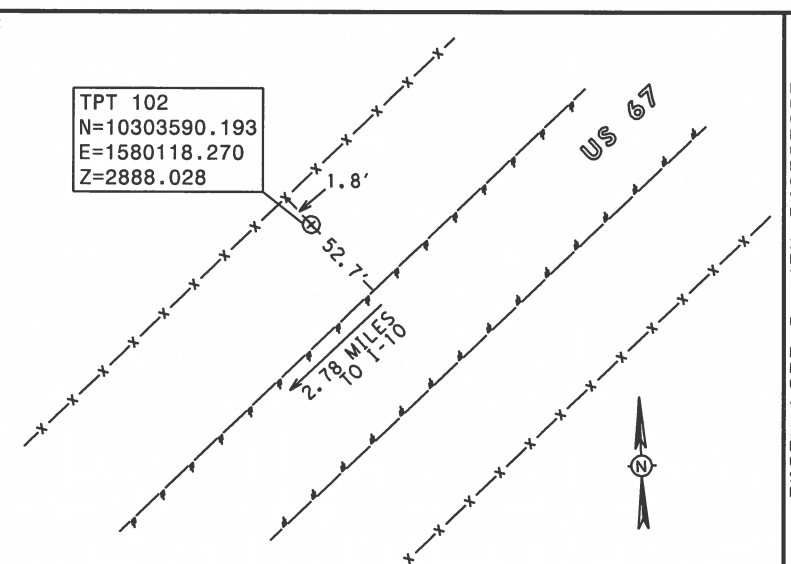 TPT 102
N=10303590.193
E=1580118.270
Z=2888.028
US 67
1.8'
52.7'
2.78 MILES
TO I-10
N